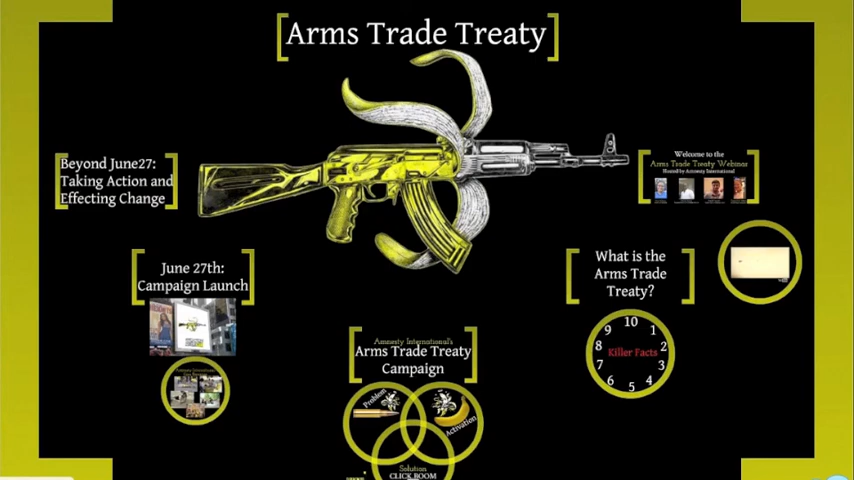 Arms Trade Treaty
Beyond June27:
Taking Action and
Effecting Change
Welcome to the
Arms Trade Treaty Webinar
Hosted by Amnesty International
June 27th:
Campaign Launch
What is the
Arms Trade
Treaty?
10
9
1
8
Killer Facts
2
7
3
6
5
4
Amnesty International's
Arms Trade Treaty
Campaign
Problem
Activation
Solution
CLICK BOOM